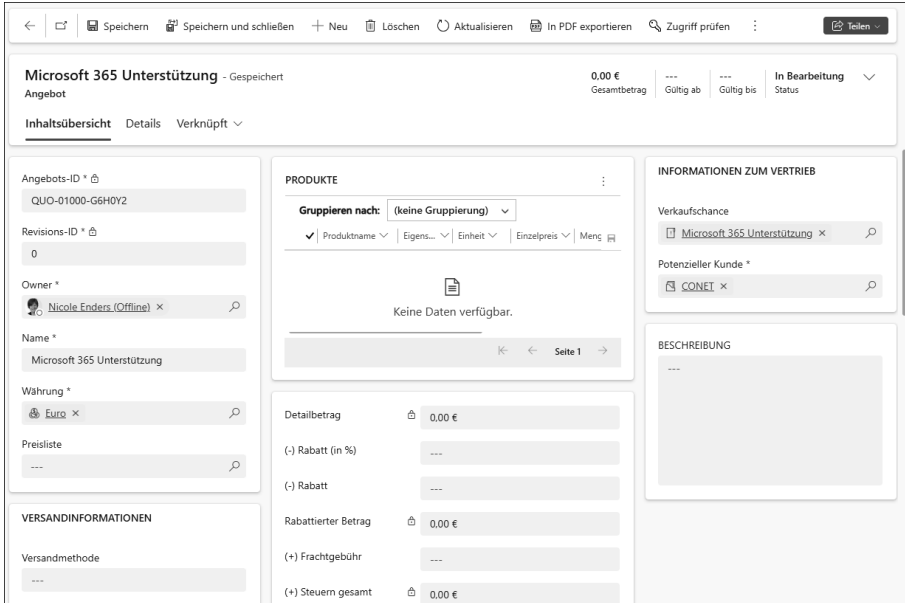 Speichern Speichern und schließen Neu Löschen Aktualisieren In PDF exportieren Zugriff prüfen Teilen
Microsoft 365 Unterstützung - Gespeichert
Angebot
0,00 € --- --- In Bearbeitung
Gesamtbetrag Gültig ab Gültig bis Status
Inhaltsübersicht Details Verknüpft
Angebots-ID *
QUO-01000-G6H0Y2
Revisions-ID *
0
Owner *
Nicole Enders (Offline) ×
Name *
Microsoft 365 Unterstützung
Währung *
Euro ×
Preisliste
---
VERSANDINFORMATIONEN
Versandmethode
---
PRODUKTE
Gruppieren nach: (keine Gruppierung)
Produktname Eigens... Einheit Einzelpreis Meng
Keine Daten verfügbar.
Seite 1
Detailbetrag 0,00 €
(-) Rabatt (in %) ---
(-) Rabatt ---
Rabattierter Betrag 0,00 €
(+) Frachtgebühr ---
(+) Steuern gesamt 0,00 €
INFORMATIONEN ZUM VERTRIEB
Verkaufschance
Microsoft 365 Unterstützung ×
Potenzieller Kunde *
CONET ×
BESCHREIBUNG
---